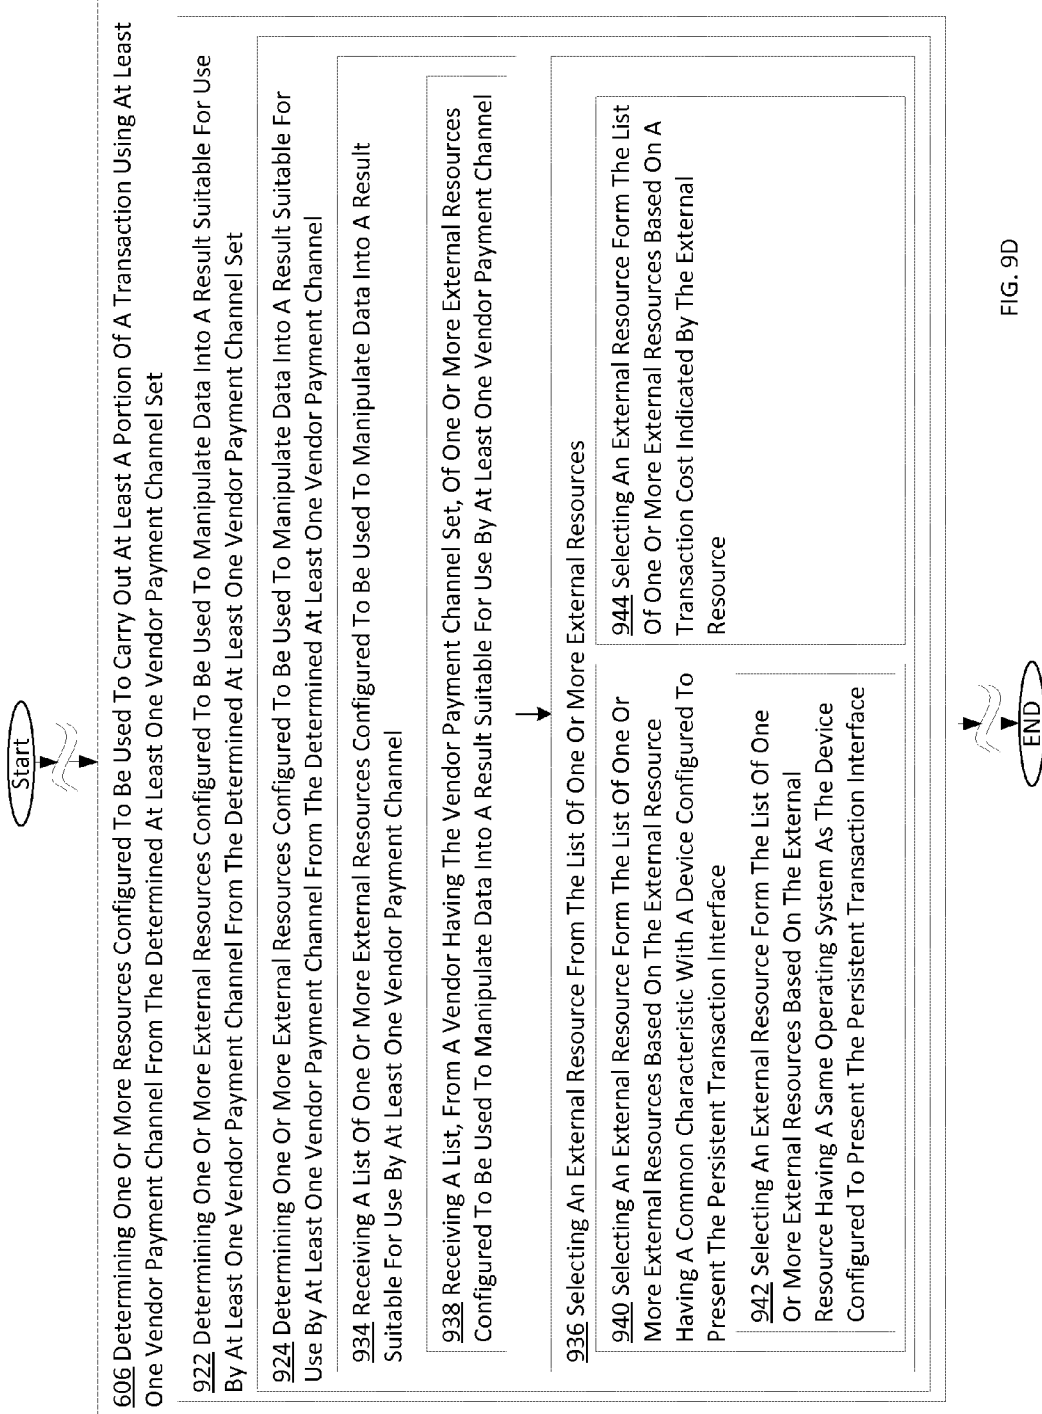 Start
606 Determining One Or More Resources Configured To Be Used To Carry Out At Least A Portion Of A Transaction Using At Least
One Vendor Payment Channel From The Determined At Least One Vendor Payment Channel Set
922 Determining One Or More External Resources Configured To Be Used To Manipulate Data Into A Result Suitable For Use
By At Least One Vendor Payment Channel From The Determined At Least One Vendor Payment Channel Set
924 Determining One Or More External Resources Configured To Be Used To Manipulate Data Into A Result Suitable For
Use By At Least One Vendor Payment Channel From The Determined At Least One Vendor Payment Channel
934 Receiving A List Of One Or More External Resources Configured To Be Used To Manipulate Data Into A Result
Suitable For Use By At Least One Vendor Payment Channel
938 Receiving A List, From A Vendor Having The Vendor Payment Channel Set, Of One Or More External Resources
Configured To Be Used To Manipulate Data Into A Result Suitable For Use By At Least One Vendor Payment Channel
936 Selecting An External Resource From The List Of One Or More External Resources
940 Selecting An External Resource Form The List Of One Or
More External Resources Based On The External Resource
Having A Common Characteristic With A Device Configured To
Present The Persistent Transaction Interface
942 Selecting An External Resource Form The List Of One
Or More External Resources Based On The External
Resource Having A Same Operating System As The Device
Configured To Present The Persistent Transaction Interface
944 Selecting An External Resource Form The List
Of One Or More External Resources Based On A
Transaction Cost Indicated By The External
Resource
END
FIG. 9D